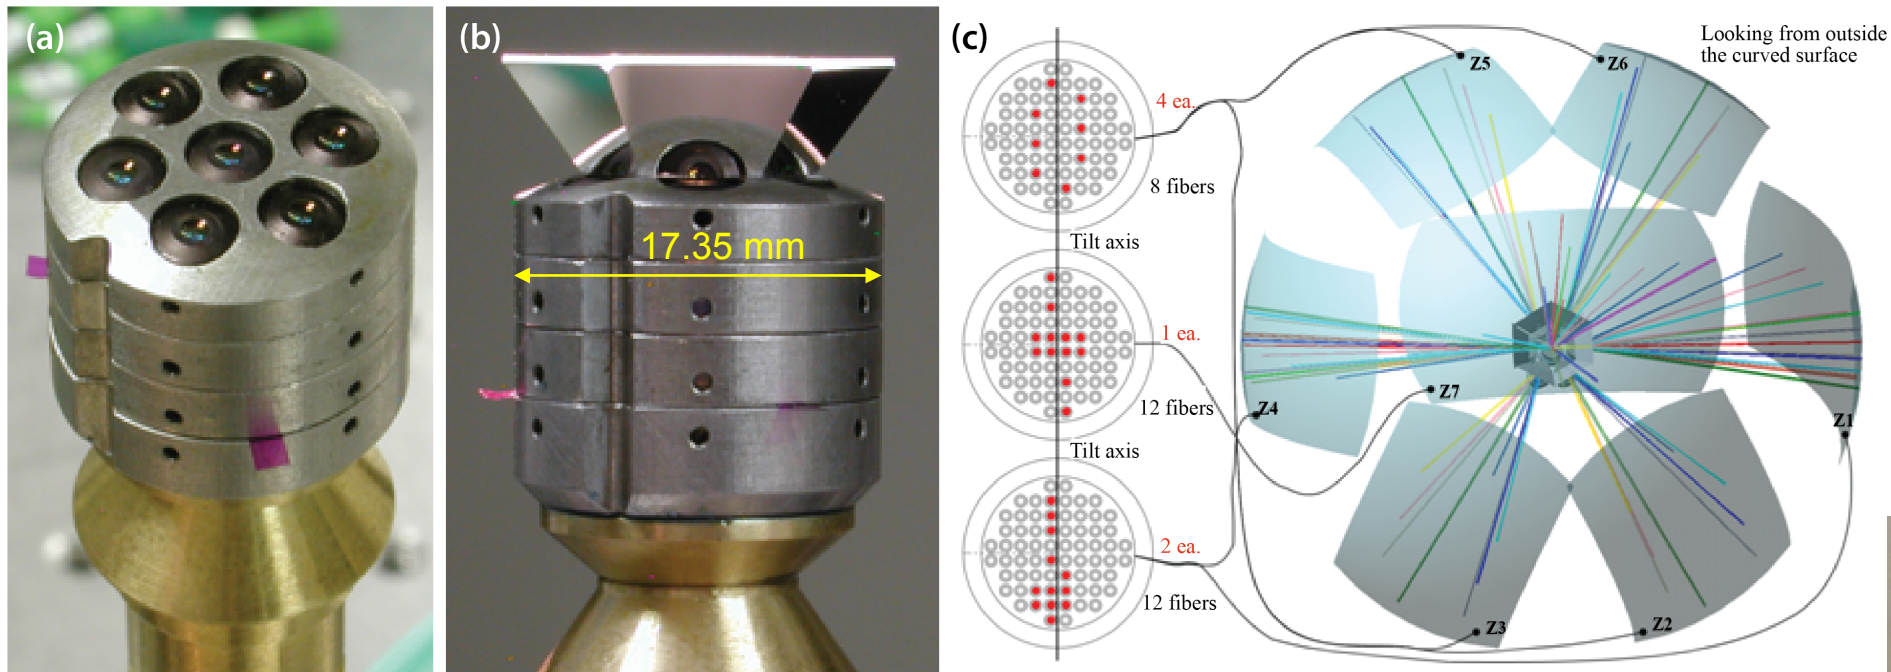 (a)
(b)
17.35 mm
(c)
4 ea.
8 fibers
Tilt axis
1 ea.
12 fibers
Tilt axis
2 ea.
12 fibers
Looking from outside
the curved surface
Z5
Z6
Z4
Z7
Z1
Z3
Z2